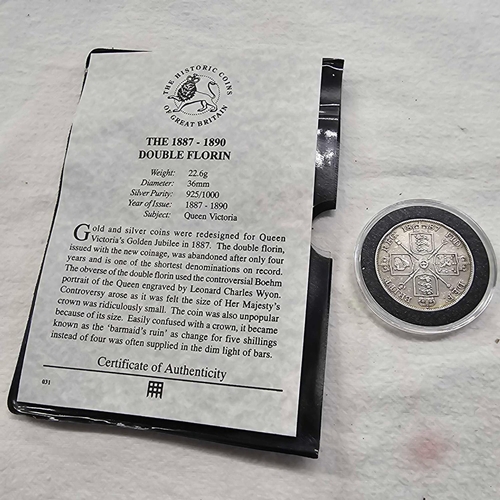 THE HISTORIC COINS
OF GREAT BRITAIN
THE 1887 - 1890
DOUBLE FLORIN
Weight: 22.6g
Diameter: 36mm
Silver Purity: 925/1000
Year of Issue: 1887 - 1890
Subject: Queen Victoria
Gold and silver coins were redesigned for Queen
Victoria's Golden Jubilee in 1887. The double florin,
issued with the new coinage, was abandoned after only four
years and is one of the shortest denominations on record.
The obverse of the double florin used the controversial Boehm
portrait of the Queen engraved by Leonard Charles Wyon.
Controversy arose as it was felt the size of Her Majesty's
crown was ridiculously small. The coin was also unpopular
because of its size. Easily confused with a crown, it became
known as the 'barmaid's ruin' as change for five shillings
instead of four was often supplied in the dim light of bars.
Certificate of Authenticity
031